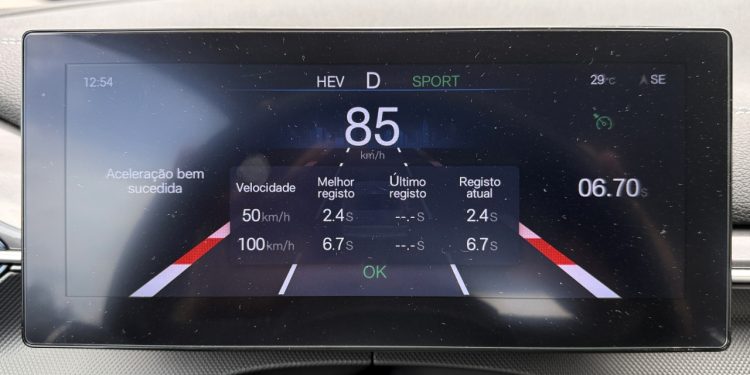 12:54
HEV D SPORT
29°C
SE
85
km/h
Aceleração bem
sucedida
06.70s
Velocidade Melhor registo Último registo Registo atual
50km/h 2.4s --.-s 2.4s
100km/h 6.7s --.-s 6.7s
OK